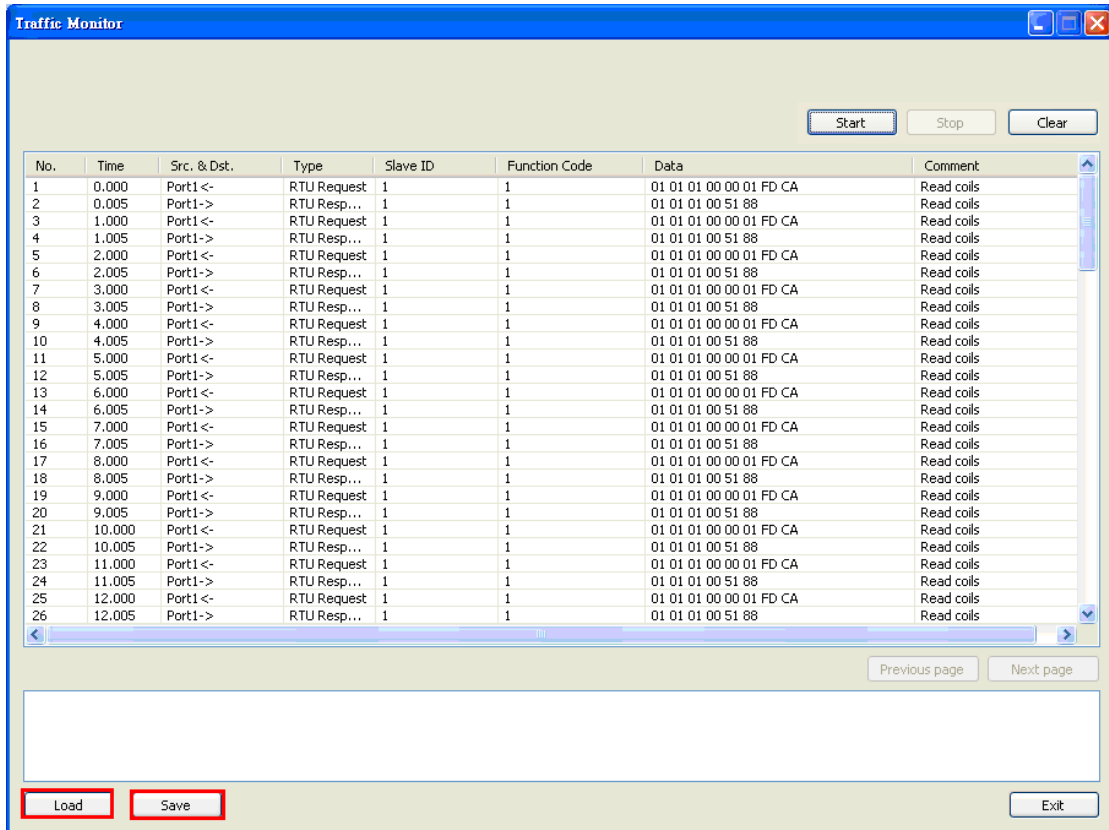 Traffic Monitor
Start Stop Clear
No. Time Src. & Dst. Type Slave ID Function Code Data Comment
1 0.000 Port1<- RTU Request 1 1 01 01 01 00 00 01 FD CA Read coils
2 0.005 Port1-> RTU Resp... 1 1 01 01 01 00 51 88 Read coils
3 1.000 Port1<- RTU Request 1 1 01 01 01 00 00 01 FD CA Read coils
4 1.005 Port1-> RTU Resp... 1 1 01 01 01 00 51 88 Read coils
5 2.000 Port1<- RTU Request 1 1 01 01 01 00 00 01 FD CA Read coils
6 2.005 Port1-> RTU Resp... 1 1 01 01 01 00 51 88 Read coils
7 3.000 Port1<- RTU Request 1 1 01 01 01 00 00 01 FD CA Read coils
8 3.005 Port1-> RTU Resp... 1 1 01 01 01 00 51 88 Read coils
9 4.000 Port1<- RTU Request 1 1 01 01 01 00 00 01 FD CA Read coils
10 4.005 Port1-> RTU Resp... 1 1 01 01 01 00 51 88 Read coils
11 5.000 Port1<- RTU Request 1 1 01 01 01 00 00 01 FD CA Read coils
12 5.005 Port1-> RTU Resp... 1 1 01 01 01 00 51 88 Read coils
13 6.000 Port1<- RTU Request 1 1 01 01 01 00 00 01 FD CA Read coils
14 6.005 Port1-> RTU Resp... 1 1 01 01 01 00 51 88 Read coils
15 7.000 Port1<- RTU Request 1 1 01 01 01 00 00 01 FD CA Read coils
16 7.005 Port1-> RTU Resp... 1 1 01 01 01 00 51 88 Read coils
17 8.000 Port1<- RTU Request 1 1 01 01 01 00 00 01 FD CA Read coils
18 8.005 Port1-> RTU Resp... 1 1 01 01 01 00 51 88 Read coils
19 9.000 Port1<- RTU Request 1 1 01 01 01 00 00 01 FD CA Read coils
20 9.005 Port1-> RTU Resp... 1 1 01 01 01 00 51 88 Read coils
21 10.000 Port1<- RTU Request 1 1 01 01 01 00 00 01 FD CA Read coils
22 10.005 Port1-> RTU Resp... 1 1 01 01 01 00 51 88 Read coils
23 11.000 Port1<- RTU Request 1 1 01 01 01 00 00 01 FD CA Read coils
24 11.005 Port1-> RTU Resp... 1 1 01 01 01 00 51 88 Read coils
25 12.000 Port1<- RTU Request 1 1 01 01 01 00 00 01 FD CA Read coils
26 12.005 Port1-> RTU Resp... 1 1 01 01 01 00 51 88 Read coils
Previous page Next page
Load Save Exit